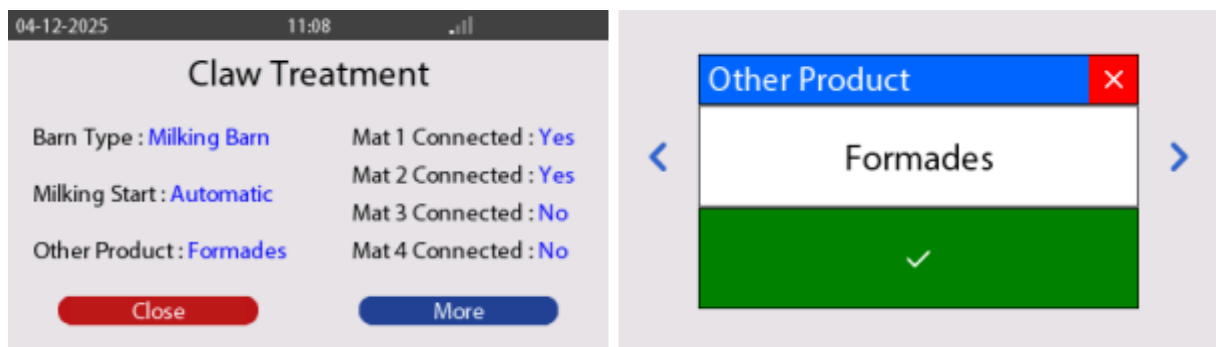 04-12-2025 11:08
Claw Treatment
Barn Type : Milking Barn
Milking Start : Automatic
Other Product : Formades
Mat 1 Connected : Yes
Mat 2 Connected : Yes
Mat 3 Connected : No
Mat 4 Connected : No
Close
More
Other Product
Formades